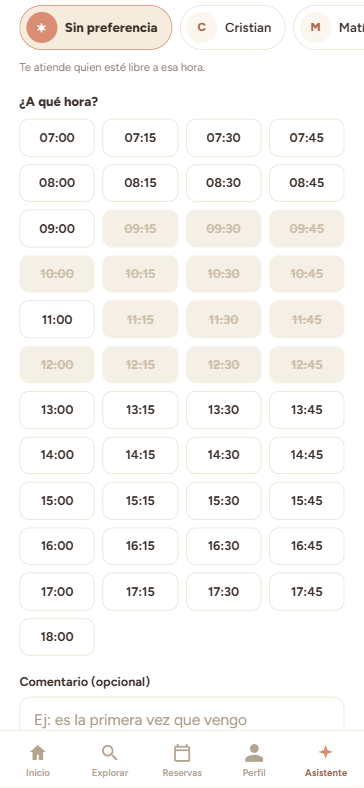 Sin preferencia C Cristian M Mati
Te atiende quien esté libre a esa hora.
¿A qué hora?
07:00 07:15 07:30 07:45
08:00 08:15 08:30 08:45
09:00 09:15 09:30 09:45
10:00 10:15 10:30 10:45
11:00 11:15 11:30 11:45
12:00 12:15 12:30 12:45
13:00 13:15 13:30 13:45
14:00 14:15 14:30 14:45
15:00 15:15 15:30 15:45
16:00 16:15 16:30 16:45
17:00 17:15 17:30 17:45
18:00
Comentario (opcional)
Ej: es la primera vez que vengo
Inicio Explorar Reservas Perfil Asistente